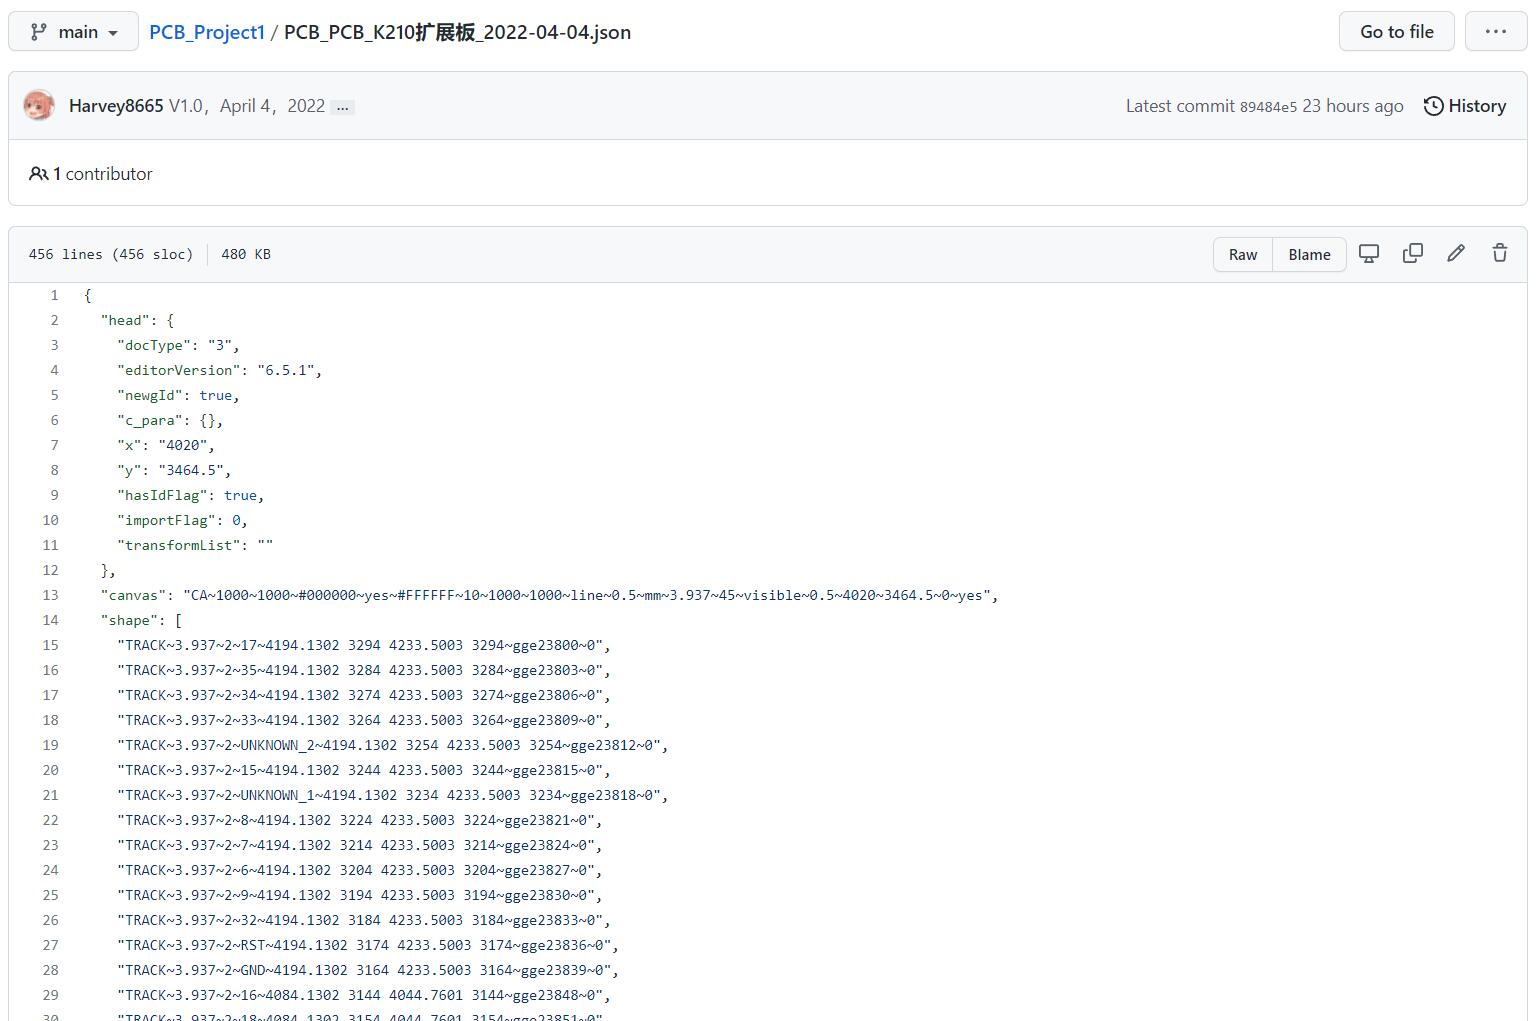 main
PCB_Project1 / PCB_PCB_K210扩展板_2022-04-04.json
Go to file
...
Harvey8665 V1.0，April 4，2022 ...
Latest commit 89484e5 23 hours ago
History
1 contributor
456 lines (456 sloc)
480 KB
Raw
Blame
1 {
2 "head": {
3 "docType": "3",
4 "editorVersion": "6.5.1",
5 "newgId": true,
6 "c_para": {},
7 "x": "4020",
8 "y": "3464.5",
9 "hasIdFlag": true,
10 "importFlag": 0,
11 "transformList": ""
12 },
13 "canvas": "CA~1000~1000~#000000~yes~#FFFFFF~10~1000~1000~line~0.5~mm~3.937~45~visible~0.5~4020~3464.5~0~yes",
14 "shape": [
15 "TRACK~3.937~2~17~4194.1302 3294 4233.5003 3294~gge23800~0",
16 "TRACK~3.937~2~35~4194.1302 3284 4233.5003 3284~gge23803~0",
17 "TRACK~3.937~2~34~4194.1302 3274 4233.5003 3274~gge23806~0",
18 "TRACK~3.937~2~33~4194.1302 3264 4233.5003 3264~gge23809~0",
19 "TRACK~3.937~2~UNKNOWN_2~4194.1302 3254 4233.5003 3254~gge23812~0",
20 "TRACK~3.937~2~15~4194.1302 3244 4233.5003 3244~gge23815~0",
21 "TRACK~3.937~2~UNKNOWN_1~4194.1302 3234 4233.5003 3234~gge23818~0",
22 "TRACK~3.937~2~8~4194.1302 3224 4233.5003 3224~gge23821~0",
23 "TRACK~3.937~2~7~4194.1302 3214 4233.5003 3214~gge23824~0",
24 "TRACK~3.937~2~6~4194.1302 3204 4233.5003 3204~gge23827~0",
25 "TRACK~3.937~2~9~4194.1302 3194 4233.5003 3194~gge23830~0",
26 "TRACK~3.937~2~32~4194.1302 3184 4233.5003 3184~gge23833~0",
27 "TRACK~3.937~2~RST~4194.1302 3174 4233.5003 3174~gge23836~0",
28 "TRACK~3.937~2~GND~4194.1302 3164 4233.5003 3164~gge23839~0",
29 "TRACK~3.937~2~16~4084.1302 3144 4044.7601 3144~gge23848~0",
30 "TRACK~3.937~2~18~4084.1302 3154 4044.7601 3154~gge23851~0",